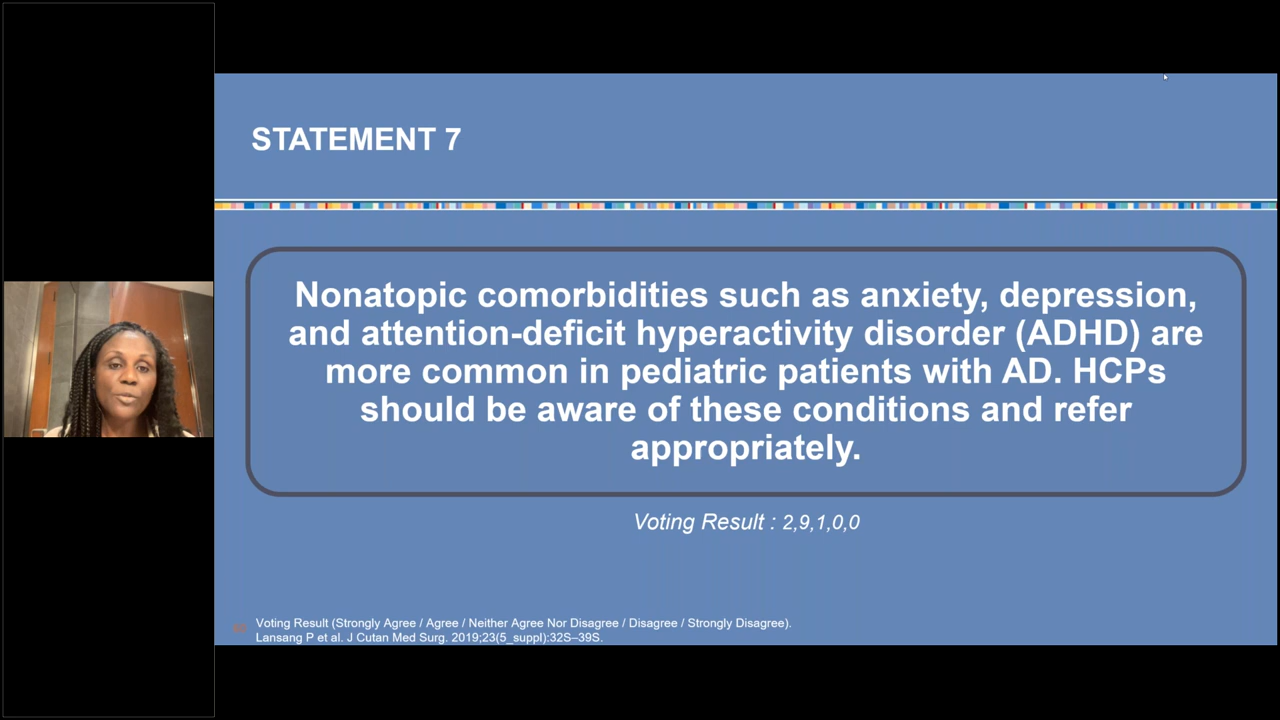 STATEMENT 7
Nonatopic comorbidities such as anxiety, depression,
and attention-deficit hyperactivity disorder (ADHD) are
more common in pediatric patients with AD. HCPs
should be aware of these conditions and refer
appropriately.
Voting Result : 2,9,1,0,0
Voting Result (Strongly Agree / Agree / Neither Agree Nor Disagree / Disagree / Strongly Disagree).
Lansang P et al. J Cutan Med Surg. 2019;23(5_suppl):32S–39S.